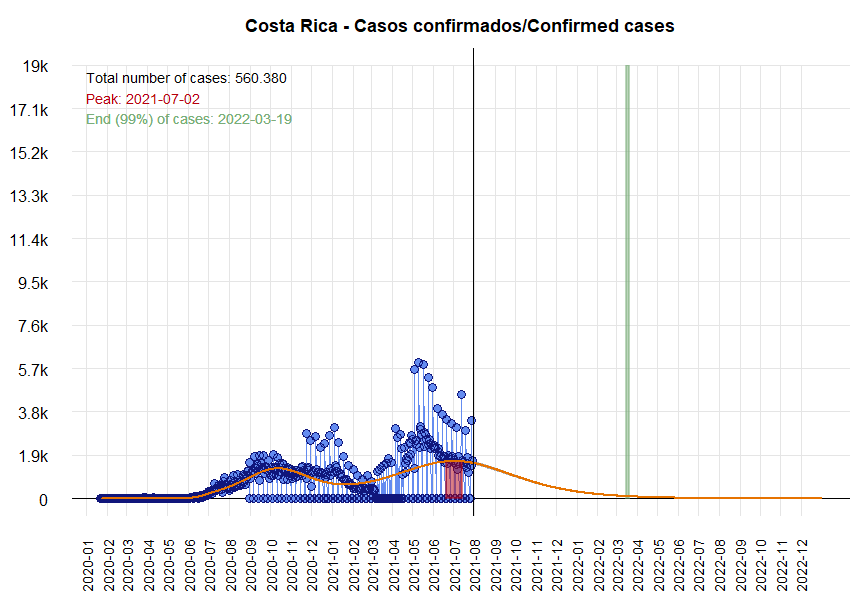 Costa Rica - Casos confirmados/Confirmed cases
19k
Total number of cases: 560.380
Peak: 2021-07-02
17.1k
End (99%) of cases: 2022-03-19
15.2k
13.3k
11.4k
9.5k
7.6k
5.7k
3.8k
1.9k
0
2020-01
2020-02
2020-03
2020-04
2020-05
2020-06
2020-07
2020-08
2020-09
2020-10
2020-11
2020-12
2021-01
2021-02
2021-03
2021-04
2021-05
2021-06
2021-07
2021-08
2021-09
2021-10
2021-11
2021-12
2022-01
2022-02
2022-03
2022-04
2022-05
2022-06
2022-07
2022-08
2022-09
2022-10
2022-11
2022-12